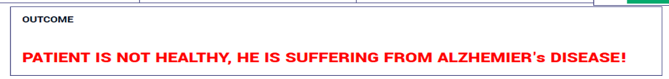 OUTCOME
PATIENT IS NOT HEALTHY, HE IS SUFFERING FROM ALZHEMIER's DISEASE!